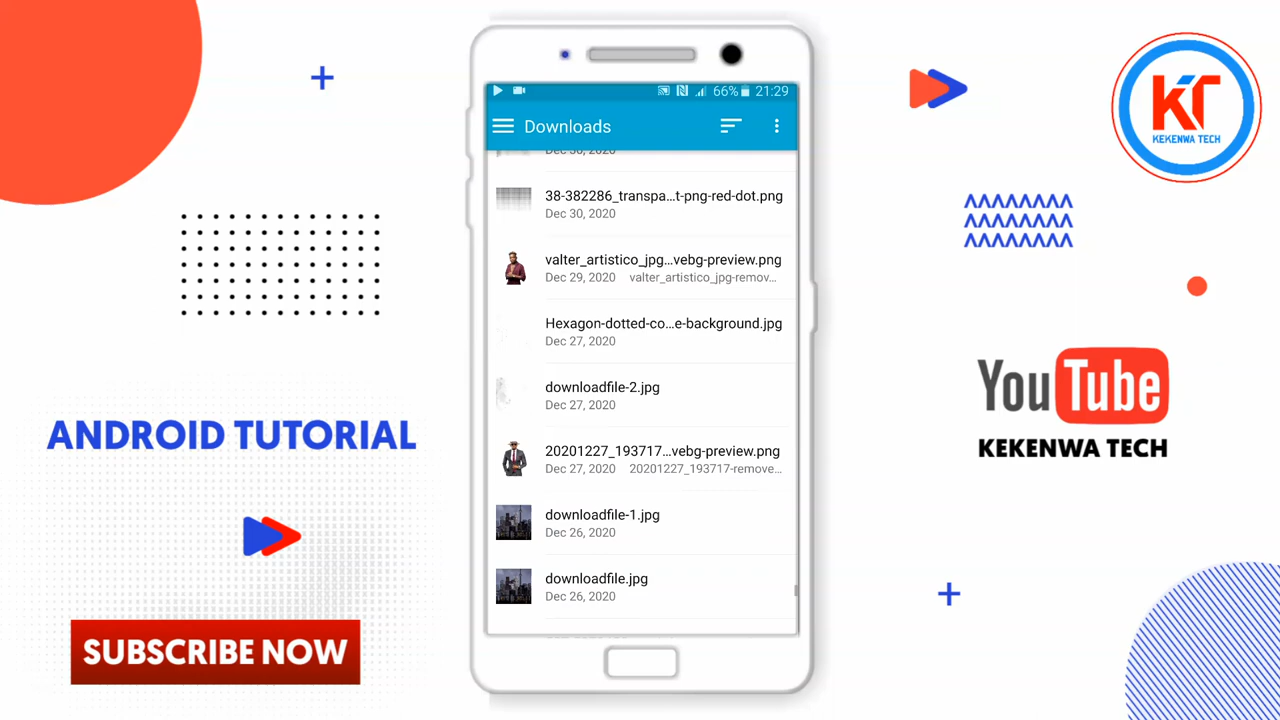 66% 21:29
Downloads
Dec 30, 2020
38-382286_transpa...t-png-red-dot.png
Dec 30, 2020
valter_artistico_jpg...vebg-preview.png
Dec 29, 2020 valter_artistico_jpg-remov...
Hexagon-dotted-co...e-background.jpg
Dec 27, 2020
downloadfile-2.jpg
Dec 27, 2020
20201227_193717...vebg-preview.png
Dec 27, 2020 20201227_193717-remove...
downloadfile-1.jpg
Dec 26, 2020
downloadfile.jpg
Dec 26, 2020
ANDROID TUTORIAL
SUBSCRIBE NOW
KT
KEKENWA TECH
YouTube
KEKENWA TECH